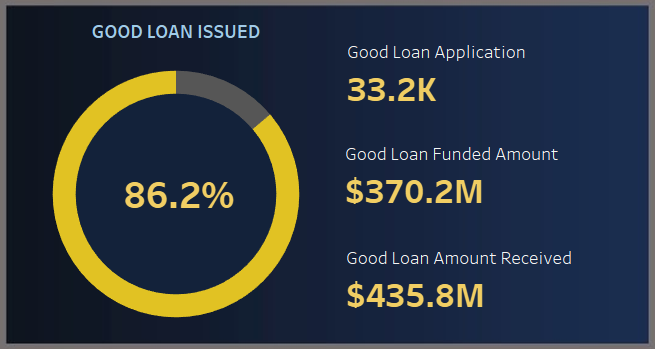 GOOD LOAN ISSUED
86.2%
Good Loan Application
33.2K
Good Loan Funded Amount
$370.2M
Good Loan Amount Received
$435.8M